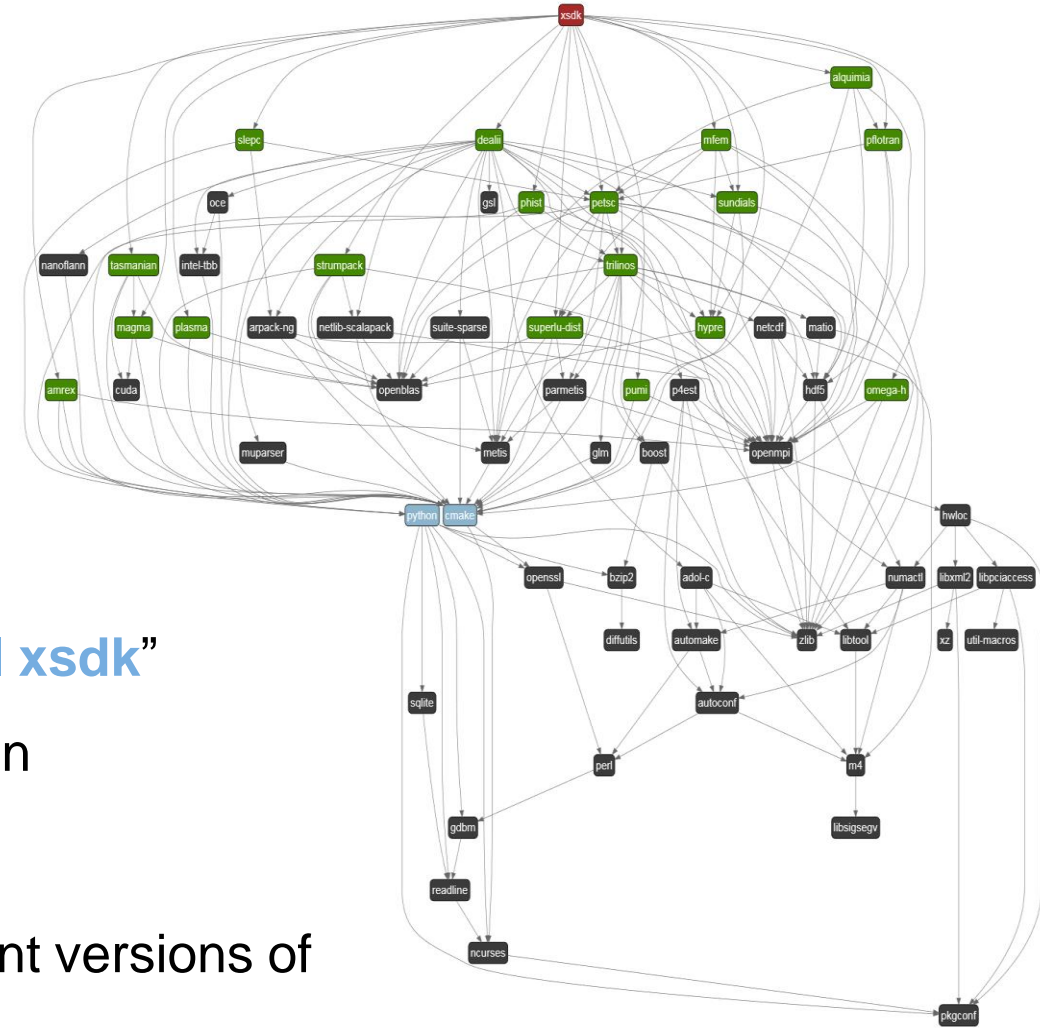 xsdk
alquimia
slepc
dealii
mfem
pflotran
oce
gsl
phist
petsc
sundials
nanoflann
tasmanian
intel-tbb
strumpack
trilinos
magma
plasma
arpack-ng
netlib-scalapack
suite-sparse
superlu-dist
hypre
netcdf
matio
amrex
cuda
openblas
parmetis
pumi
p4est
hdf5
omega-h
muparser
metis
glm
boost
openmpi
python
cmake
hwloc
openssl
bzip2
adol-c
numactl
libxml2
libpciaccess
diffutils
automake
zlib
libtool
xz
util-macros
l xsdk”
sqlite
autoconf
n
perl
m4
gdbm
libsigsegv
readline
nt versions of
ncurses
pkgconf